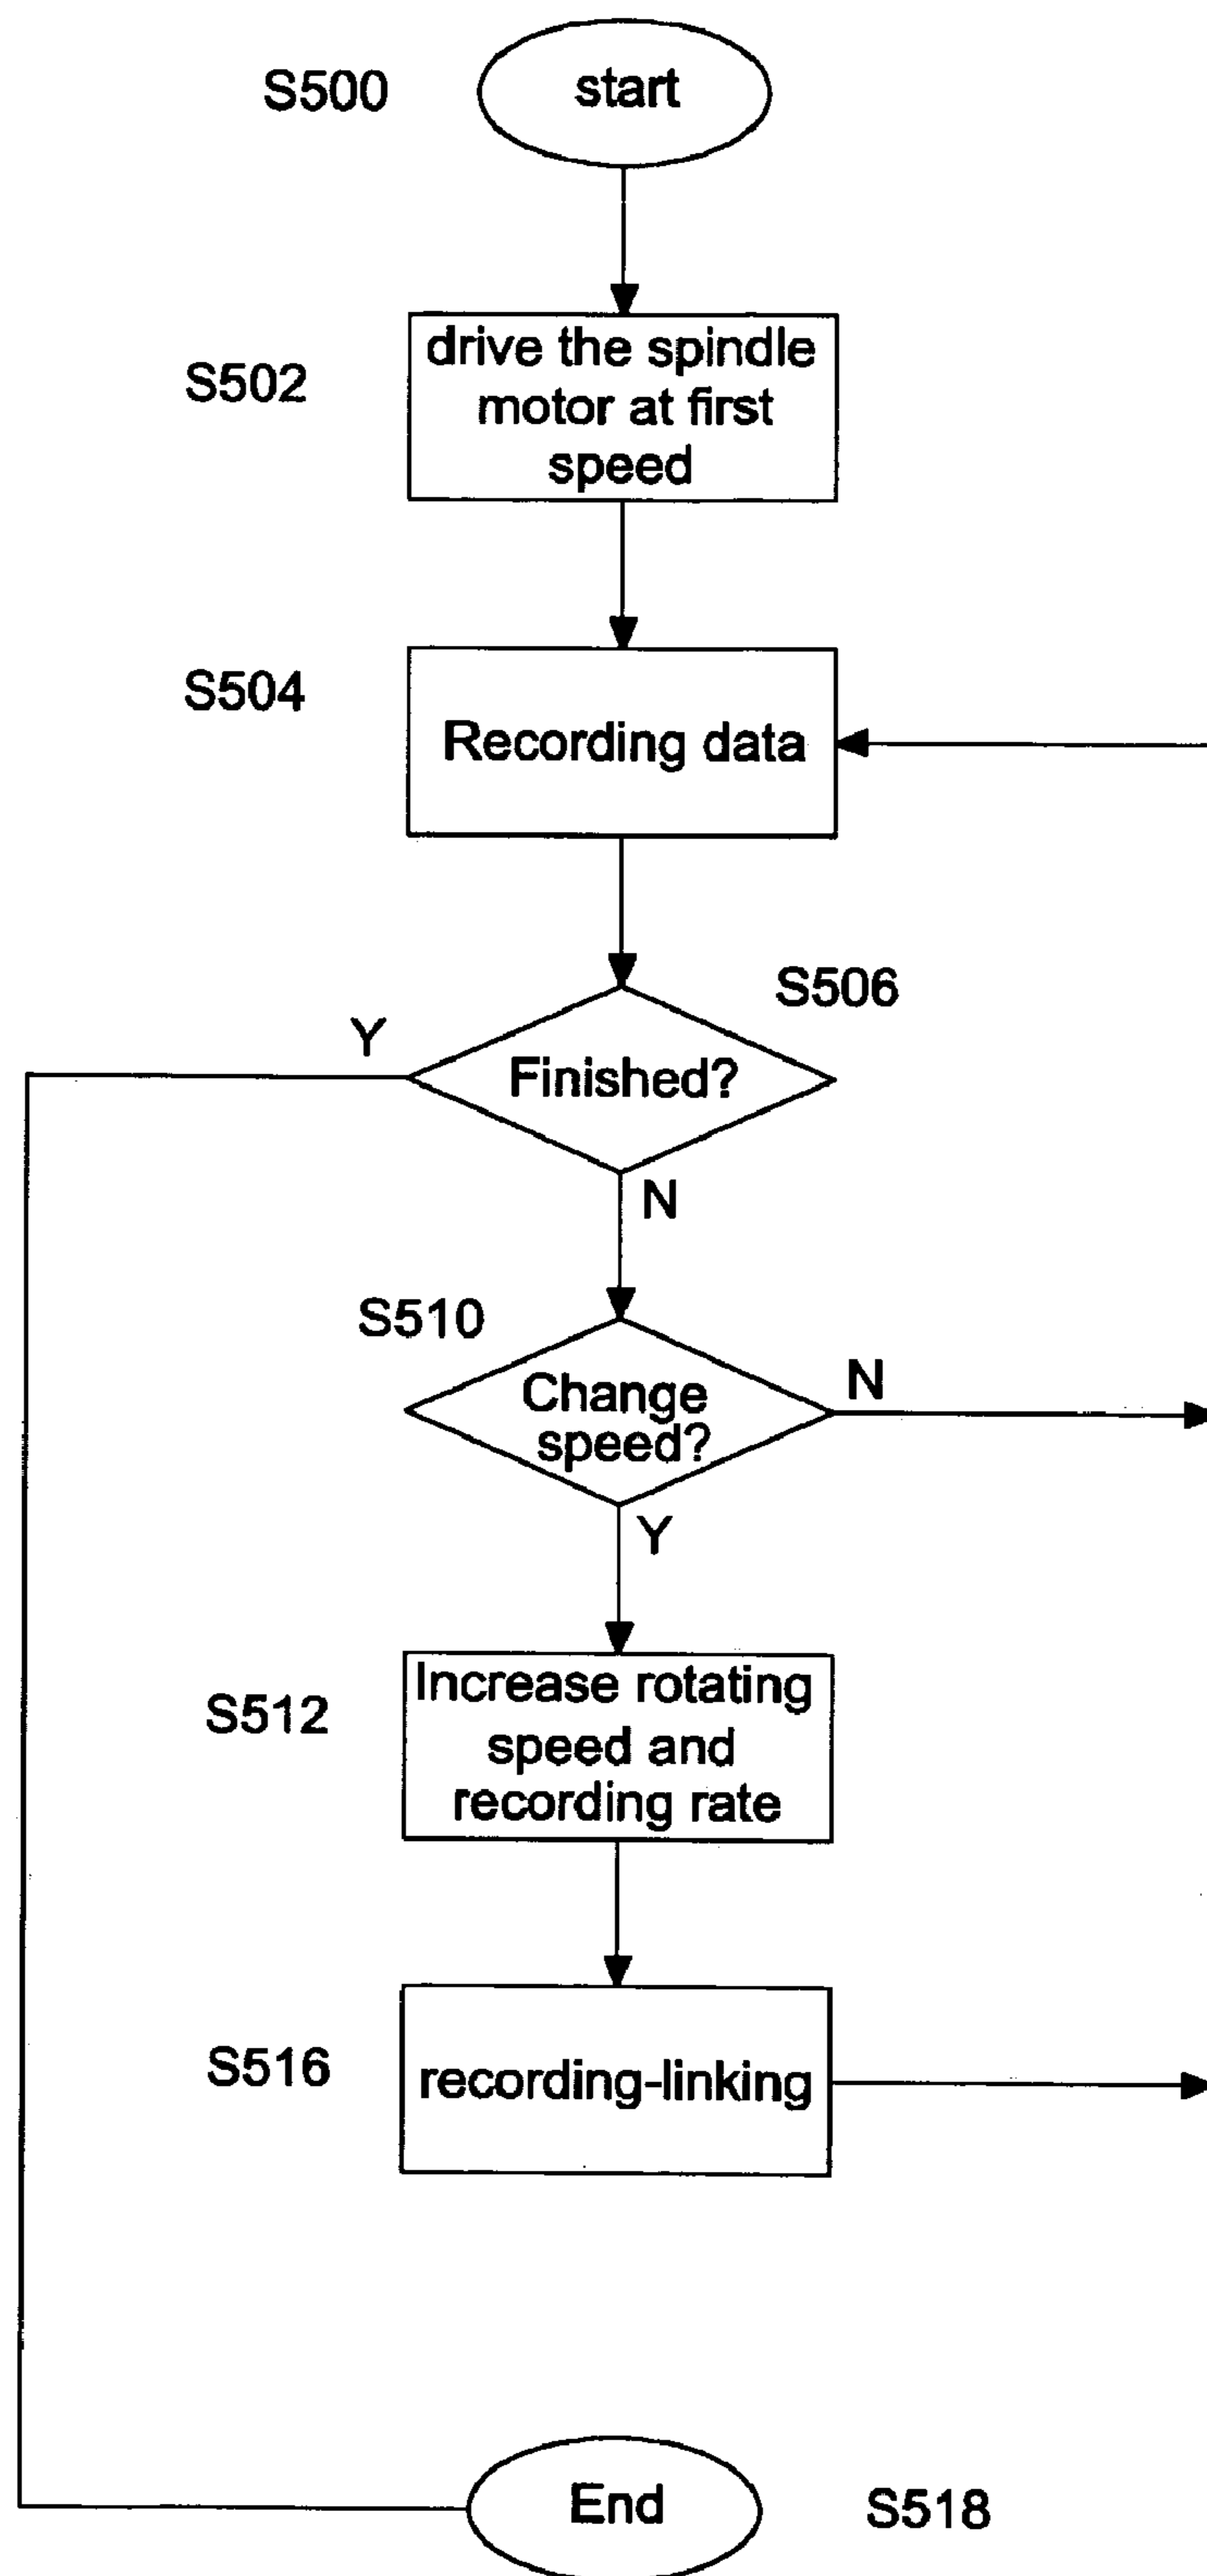 S500
start
S502
drive the spindle
motor at first
speed
S504
Recording data
S506
Y
Finished?
N
S510
Change
speed?
N
Y
S512
Increase rotating
speed and
recording rate
S516
recording-linking
End
S518